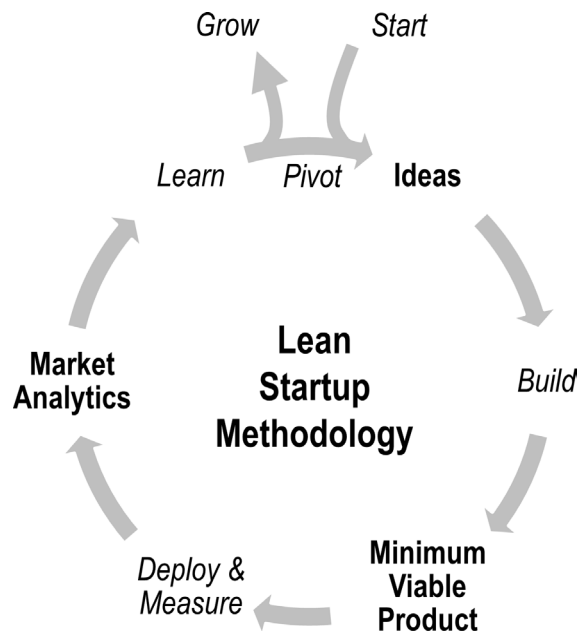 Grow
Start
Learn
Pivot
Ideas
Build
Minimum
Viable
Product
Deploy &
Measure
Market
Analytics
Lean
Startup
Methodology